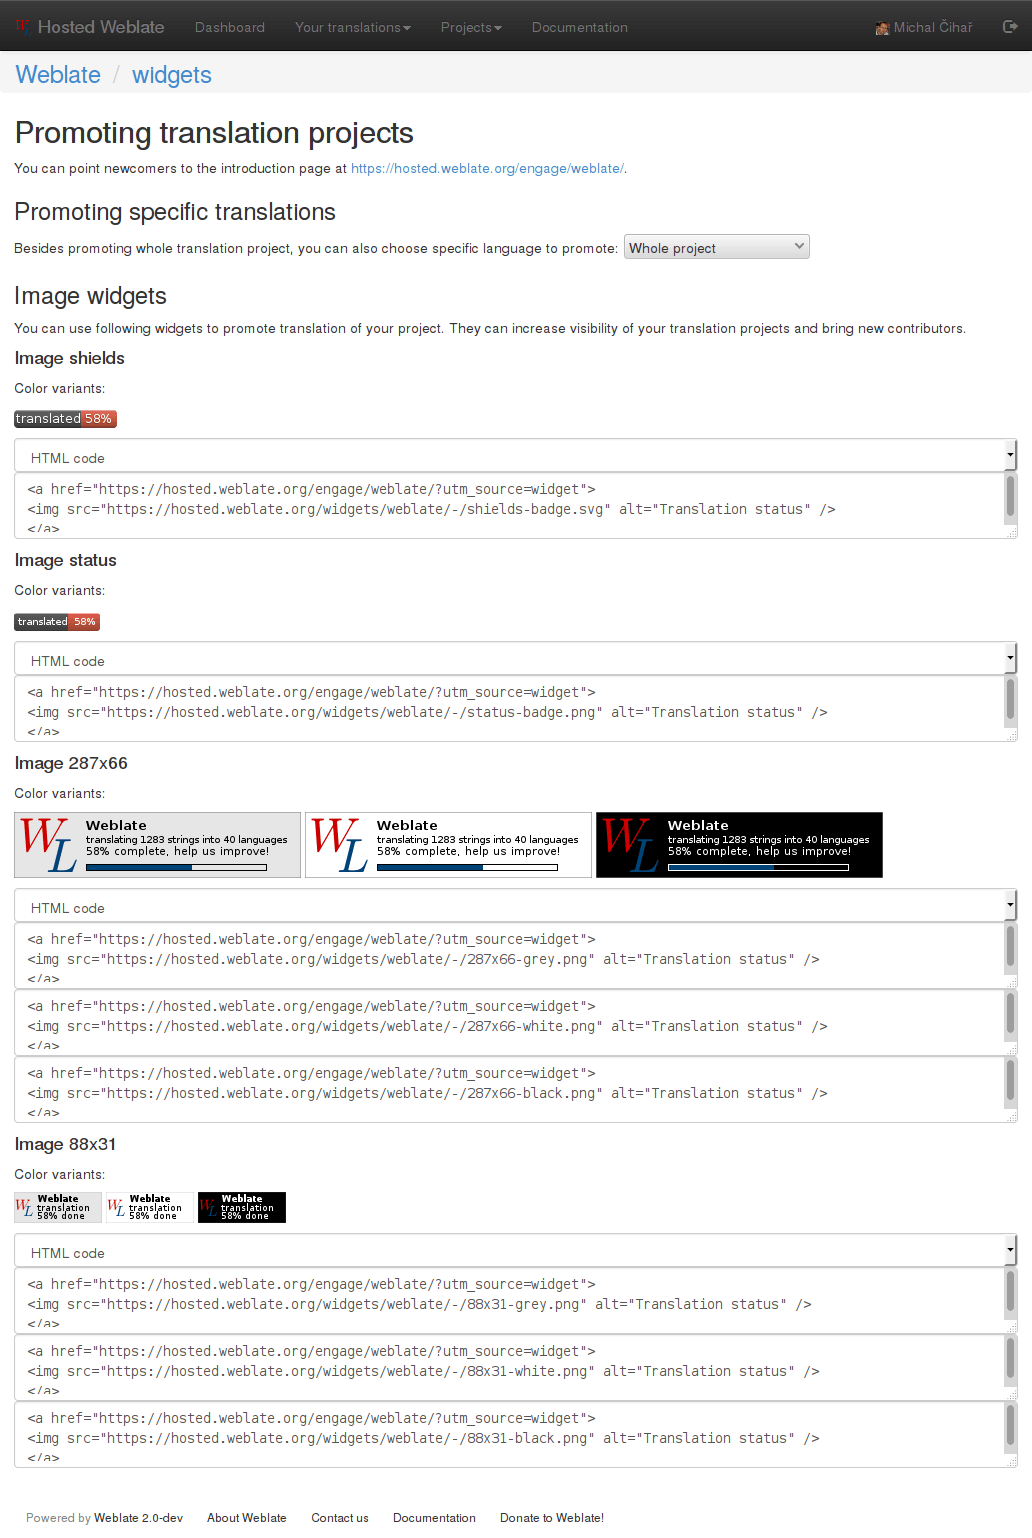 Hosted Weblate Dashboard Your translations Projects Documentation Michal Čihař
Weblate / widgets
Promoting translation projects
You can point newcomers to the introduction page at https://hosted.weblate.org/engage/weblate/.
Promoting specific translations
Besides promoting whole translation project, you can also choose specific language to promote: Whole project
Image widgets
You can use following widgets to promote translation of your project. They can increase visibility of your translation projects and bring new contributors.
Image shields
Color variants:
translated 58%
HTML code
<a href="https://hosted.weblate.org/engage/weblate/?utm_source=widget">
<img src="https://hosted.weblate.org/widgets/weblate/-/shields-badge.svg" alt="Translation status" />
</a>
Image status
Color variants:
translated 58%
HTML code
<a href="https://hosted.weblate.org/engage/weblate/?utm_source=widget">
<img src="https://hosted.weblate.org/widgets/weblate/-/status-badge.png" alt="Translation status" />
</a>
Image 287x66
Color variants:
WL Weblate
translating 1283 strings into 40 languages
58% complete, help us improve!
WL Weblate
translating 1283 strings into 40 languages
58% complete, help us improve!
WL Weblate
translating 1283 strings into 40 languages
58% complete, help us improve!
HTML code
<a href="https://hosted.weblate.org/engage/weblate/?utm_source=widget">
<img src="https://hosted.weblate.org/widgets/weblate/-/287x66-grey.png" alt="Translation status" />
</a>
<a href="https://hosted.weblate.org/engage/weblate/?utm_source=widget">
<img src="https://hosted.weblate.org/widgets/weblate/-/287x66-white.png" alt="Translation status" />
</a>
<a href="https://hosted.weblate.org/engage/weblate/?utm_source=widget">
<img src="https://hosted.weblate.org/widgets/weblate/-/287x66-black.png" alt="Translation status" />
</a>
Image 88x31
Color variants:
WL Weblate
translation
58% done
WL Weblate
translation
58% done
WL Weblate
translation
58% done
HTML code
<a href="https://hosted.weblate.org/engage/weblate/?utm_source=widget">
<img src="https://hosted.weblate.org/widgets/weblate/-/88x31-grey.png" alt="Translation status" />
</a>
<a href="https://hosted.weblate.org/engage/weblate/?utm_source=widget">
<img src="https://hosted.weblate.org/widgets/weblate/-/88x31-white.png" alt="Translation status" />
</a>
<a href="https://hosted.weblate.org/engage/weblate/?utm_source=widget">
<img src="https://hosted.weblate.org/widgets/weblate/-/88x31-black.png" alt="Translation status" />
</a>
Powered by Weblate 2.0-dev About Weblate Contact us Documentation Donate to Weblate!